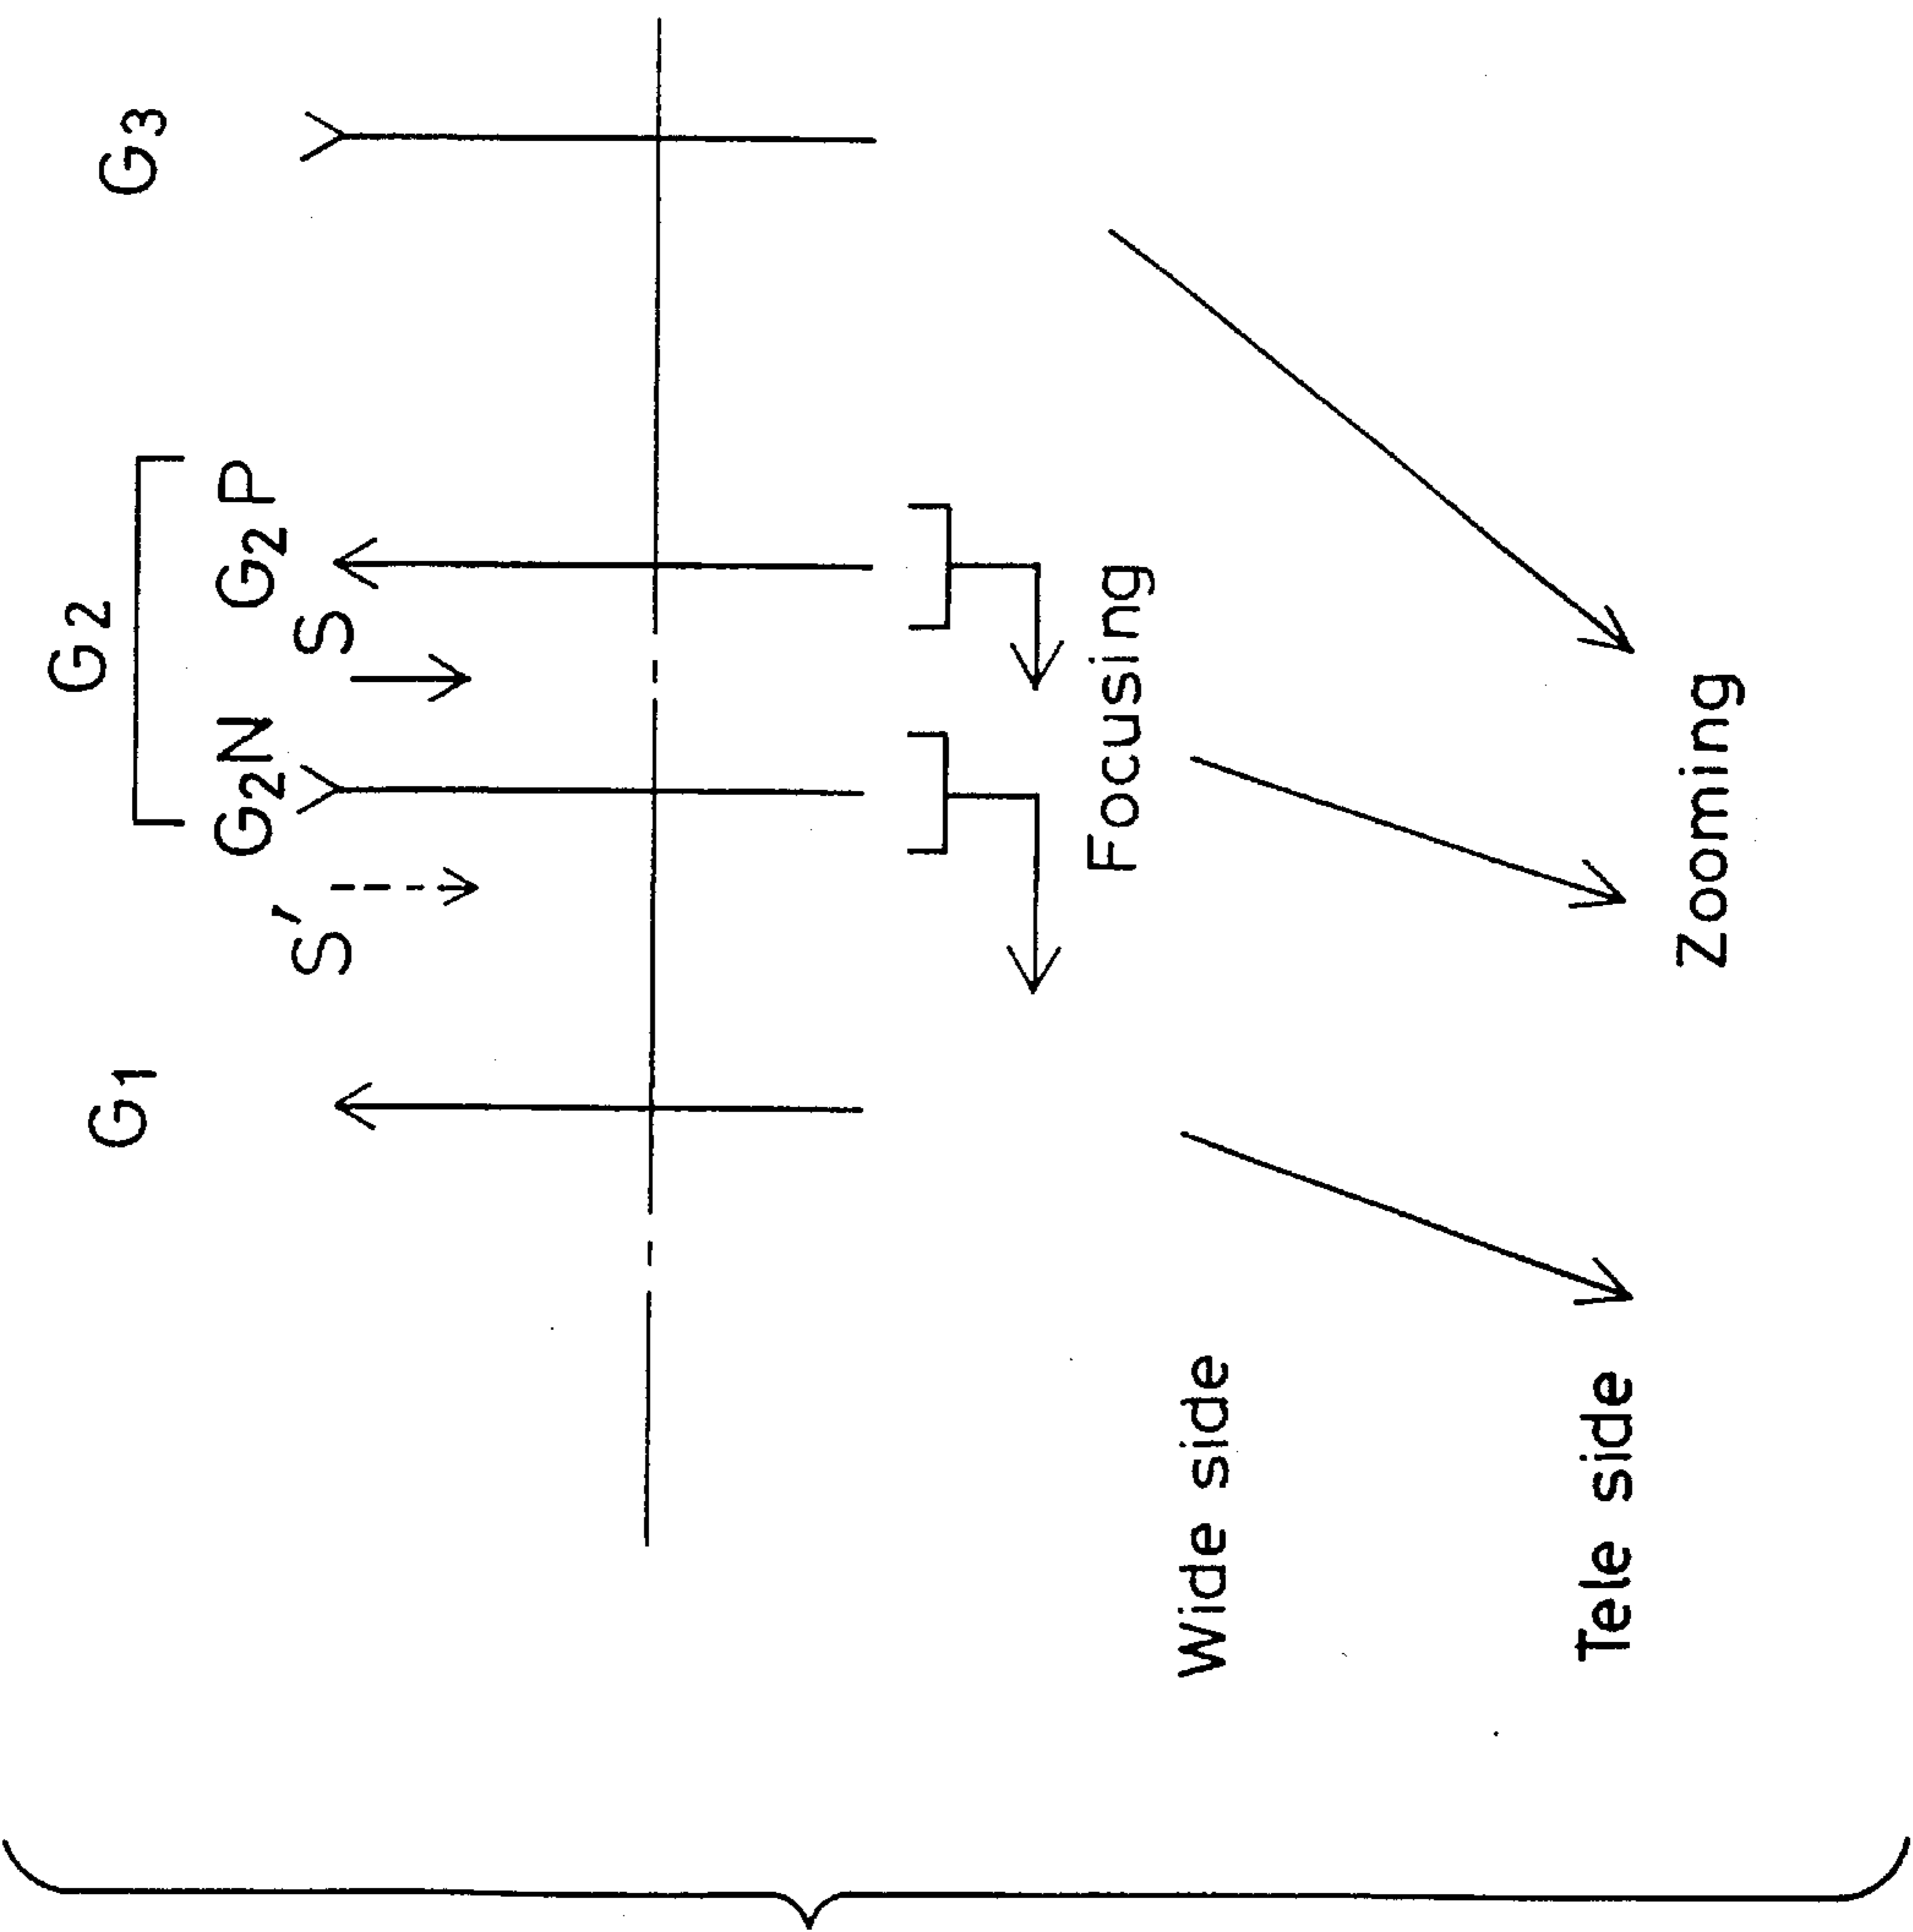 G2
G1
G2N
G2P
G3
S'
S
Focusing
Wide side
Tele side
Zooming